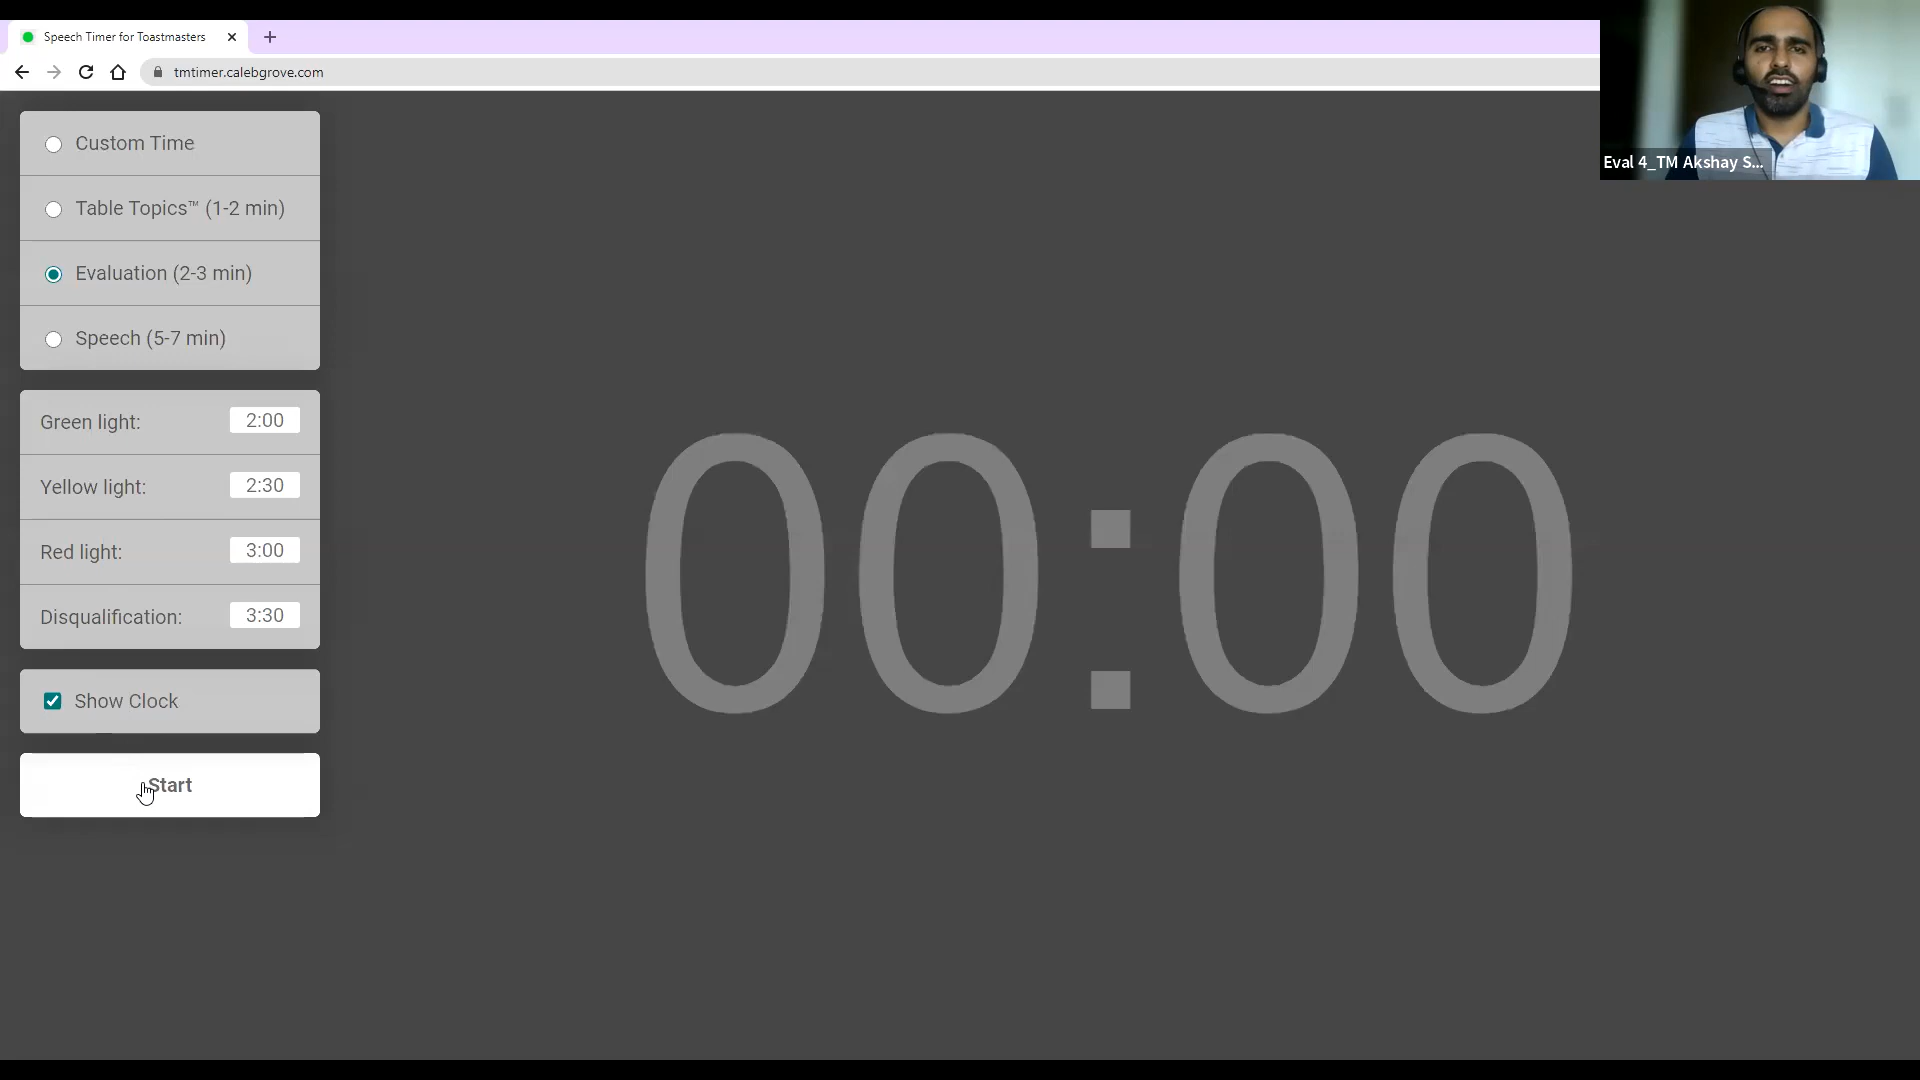 Speech Timer for Toastmasters
tmtimer.calebgrove.com
Eval 4_TM Akshay S...
Custom Time
Table Topics™ (1-2 min)
Evaluation (2-3 min)
Speech (5-7 min)
Green light: 2:00
Yellow light: 2:30
Red light: 3:00
Disqualification: 3:30
Show Clock
Start
00:00